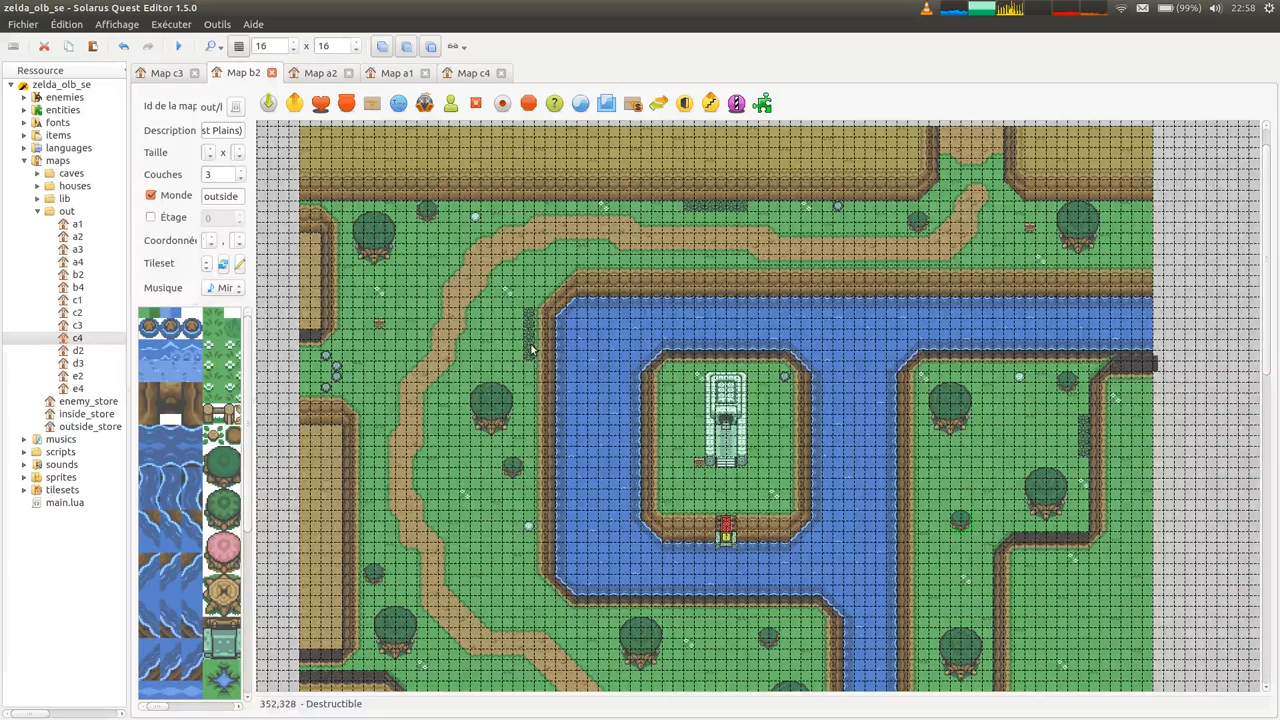 zelda_olb_se - Solarus Quest Editor 1.5.0
(99%) 22:58
Fichier Édition Affichage Exécuter Outils Aide
16 x 16
Ressource
zelda_olb_se
enemies
entities
fonts
items
languages
maps
caves
houses
lib
out
a1
a2
a3
a4
b2
b4
c1
c2
c3
c4
d2
d3
e2
e4
enemy_store
inside_store
outside_store
musics
scripts
sounds
sprites
tilesets
main.lua
Map c3 Map b2 Map a2 Map a1 Map c4
Id de la map out/l
Description st Plains)
Taille x
Couches 3
Monde outside
Étage 0
Coordonnée ,
Tileset
Musique Mir
352,328 - Destructible